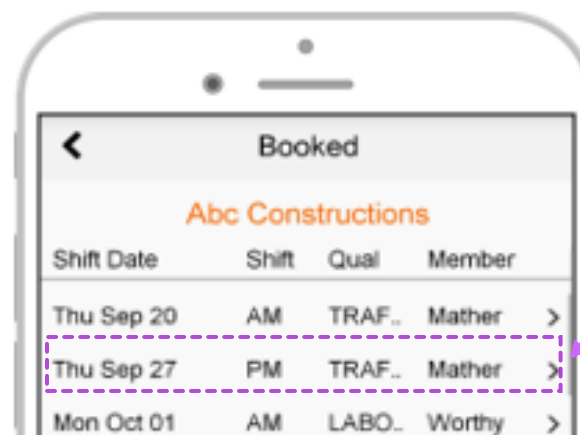 Booked
Abc Constructions
Shift Date Shift Qual Member
Thu Sep 20 AM TRAF.. Mather >
Thu Sep 27 PM TRAF.. Mather >
Mon Oct 01 AM LABO.. Worthy >